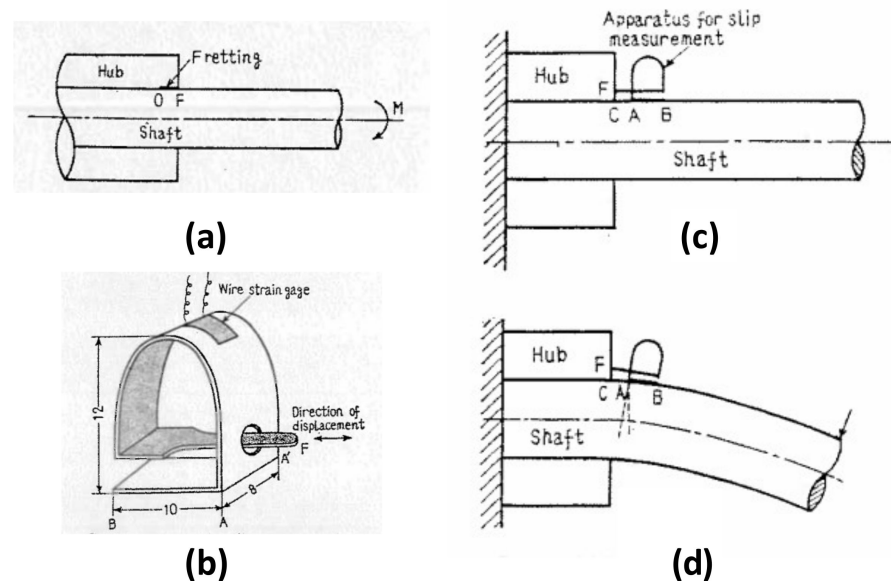 Hub
Fretting
O F
M
Shaft
(a)
Wire strain gage
12
Direction of
displacement
F
A'
8
10
B
A
(b)
Apparatus for slip
measurement
Hub
F
C A B
Shaft
(c)
Hub
F
C A B
Shaft
(d)